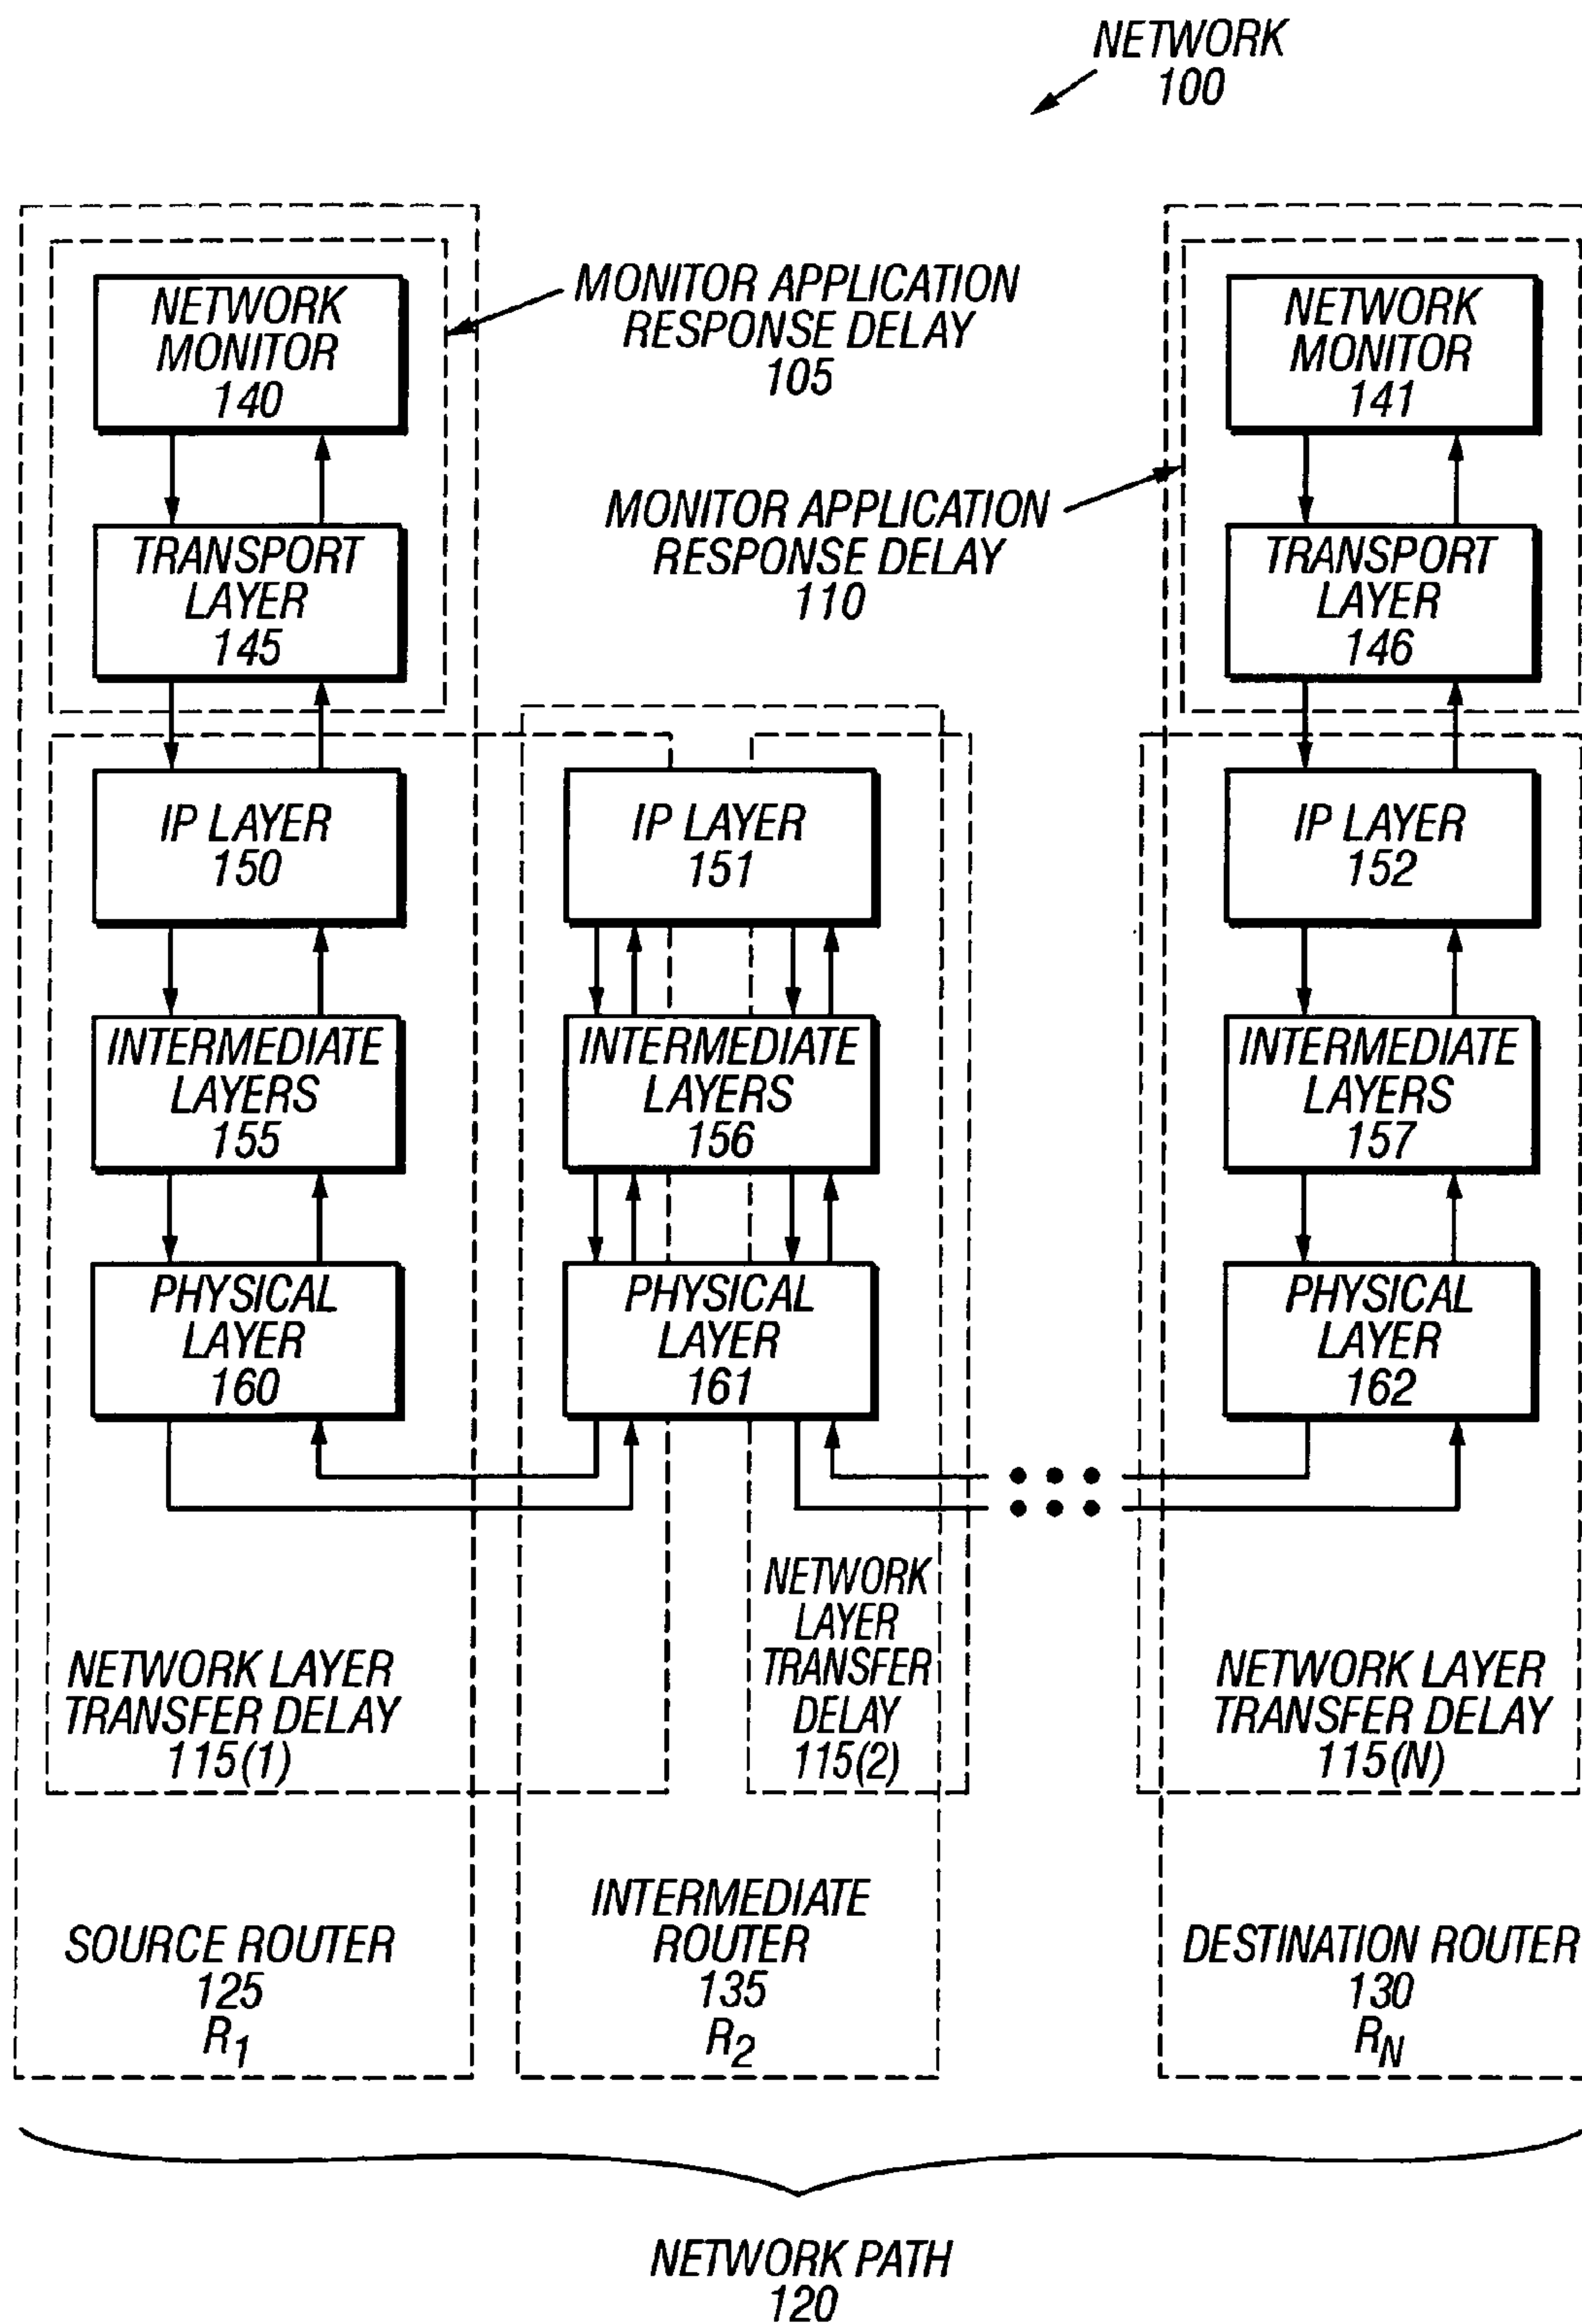 NETWORK
100
MONITOR APPLICATION
RESPONSE DELAY
105
MONITOR APPLICATION
RESPONSE DELAY
110
NETWORK
MONITOR
140
TRANSPORT
LAYER
145
IP LAYER
150
INTERMEDIATE
LAYERS
155
PHYSICAL
LAYER
160
NETWORK LAYER
TRANSFER DELAY
115(1)
SOURCE ROUTER
125
R1
IP LAYER
151
INTERMEDIATE
LAYERS
156
PHYSICAL
LAYER
161
NETWORK
LAYER
TRANSFER
DELAY
115(2)
INTERMEDIATE
ROUTER
135
R2
NETWORK
MONITOR
141
TRANSPORT
LAYER
146
IP LAYER
152
INTERMEDIATE
LAYERS
157
PHYSICAL
LAYER
162
NETWORK LAYER
TRANSFER DELAY
115(N)
DESTINATION ROUTER
130
RN
NETWORK PATH
120